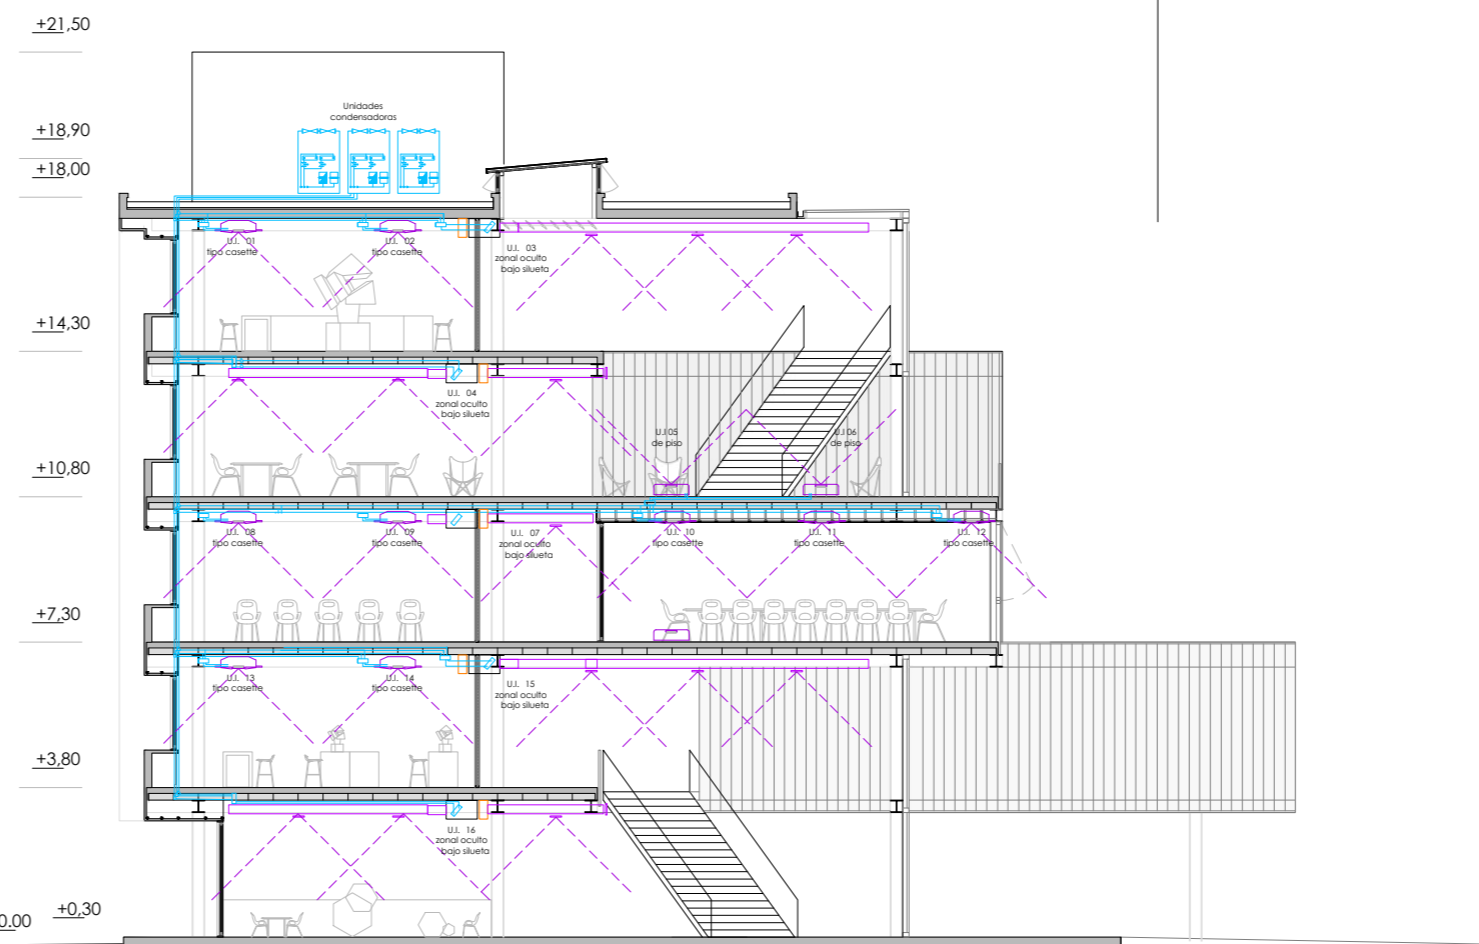 +21,50
Unidades
condensadoras
+18,90
+18,00
U.I. 01
tipo casette
U.I. 02
tipo casette
U.I. 03
zonal oculto
bajo silueta
+14,30
U.I. 04
zonal oculto
bajo silueta
U.I 05
de piso
U.I 06
de piso
+10,80
U.I. 08
tipo casette
U.I. 09
tipo casette
U.I. 07
zonal oculto
bajo silueta
U.I. 10
tipo casette
U.I. 11
tipo casette
U.I. 12
tipo casette
+7,30
U.I. 13
tipo casette
U.I. 14
tipo casette
U.I. 15
zonal oculto
bajo silueta
+3,80
U.I. 16
zonal oculto
bajo silueta
+0,30
0.00